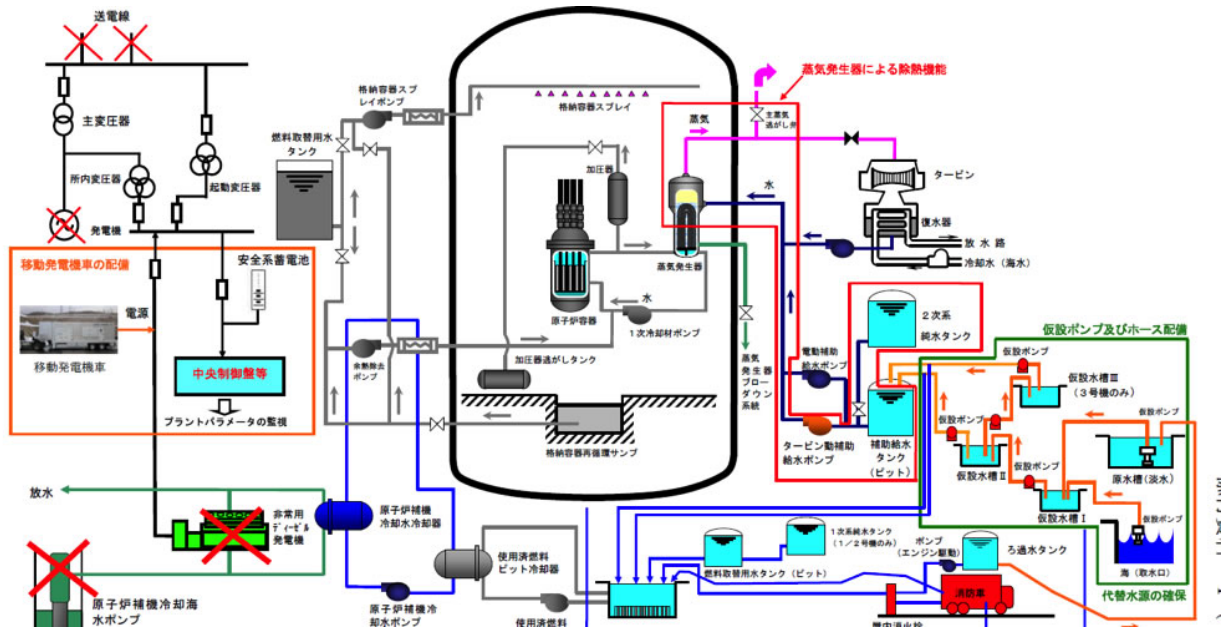 送電線
主変圧器
所内変圧器
起動変圧器
発電機
移動発電機車の配備
安全系蓄電池
電源
移動発電機車
中央制御盤等
プラントパラメータの監視
放水
非常用
ディーゼル
発電機
原子炉補機冷却海
水ポンプ
格納容器スプ
レイポンプ
燃料取替用水
タンク
格納容器スプレイ
加圧器
原子炉容器
水
1次冷却材ポンプ
蒸気発生器
余熱除去
ポンプ
加圧器逃がしタンク
格納容器再循環サンプ
原子炉補機
冷却水冷却器
原子炉補機冷
却水ポンプ
使用済燃料
ピット冷却器
使用済燃料
蒸気発生器による除熱機能
蒸気
主蒸気
逃がし弁
水
タービン
復水器
放水路
冷却水(海水)
蒸気
発生
器
ブロー
ダウン
系統
2次系
純水タンク
電動補助
給水ポンプ
タービン動補助
給水ポンプ
補助給水
タンク
(ピット)
仮設ポンプ及びホース配備
仮設ポンプ
仮設水槽Ⅲ
(3号機のみ)
仮設ポンプ
仮設水槽Ⅱ
仮設ポンプ
仮設水槽Ⅰ
仮設ポンプ
原水槽(淡水)
仮設ポンプ
海(取水口)
代替水源の確保
1次系純水タンク
(1/2号機のみ)
燃料取替用水タンク(ピット)
ポンプ
(エンジン駆動)
ろ過水タンク
消防車